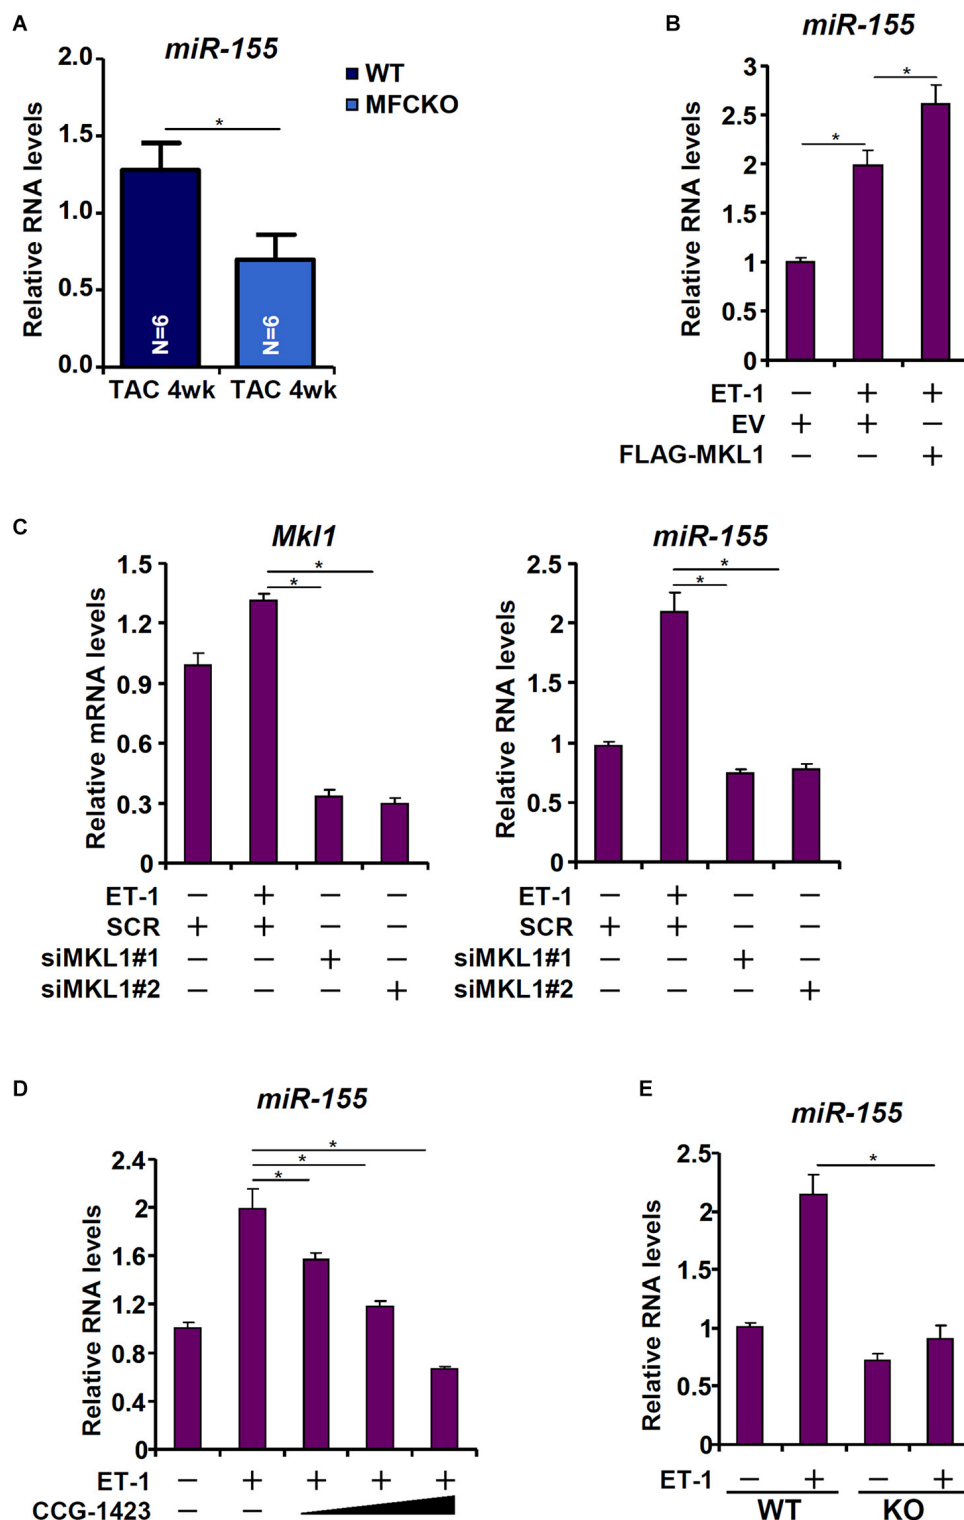 A
miR-155
Relative RNA levels
2.0
1.5
1.0
0.5
0.0
WT
MFCKO
*
N=6
N=6
TAC 4wk TAC 4wk
B
miR-155
Relative RNA levels
3
2.5
2
1.5
1
0.5
0
*
*
ET-1 – + +
EV + + –
FLAG-MKL1 – – +
C
Mkl1
Relative mRNA levels
1.5
1.2
0.9
0.6
0.3
0
*
*
ET-1 – + – –
SCR + + – –
siMKL1#1 – – + –
siMKL1#2 – – – +
miR-155
Relative RNA levels
2.5
2
1.5
1
0.5
0
*
*
ET-1 – + – –
SCR + + – –
siMKL1#1 – – + –
siMKL1#2 – – – +
D
miR-155
Relative RNA levels
2.4
2
1.6
1.2
0.8
0.4
0
*
*
*
ET-1 – + + + +
CCG-1423 – –
E
miR-155
Relative RNA levels
2.5
2
1.5
1
0.5
0
*
ET-1 – + – +
WT KO